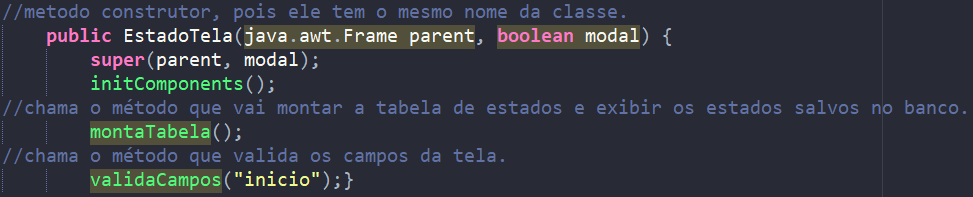 //metodo construtor, pois ele tem o mesmo nome da classe.
public EstadoTela(java.awt.Frame parent, boolean modal) {
super(parent, modal);
initComponents();
//chama o método que vai montar a tabela de estados e exibir os estados salvos no banco.
montaTabela();
//chama o método que valida os campos da tela.
validaCampos("inicio");}